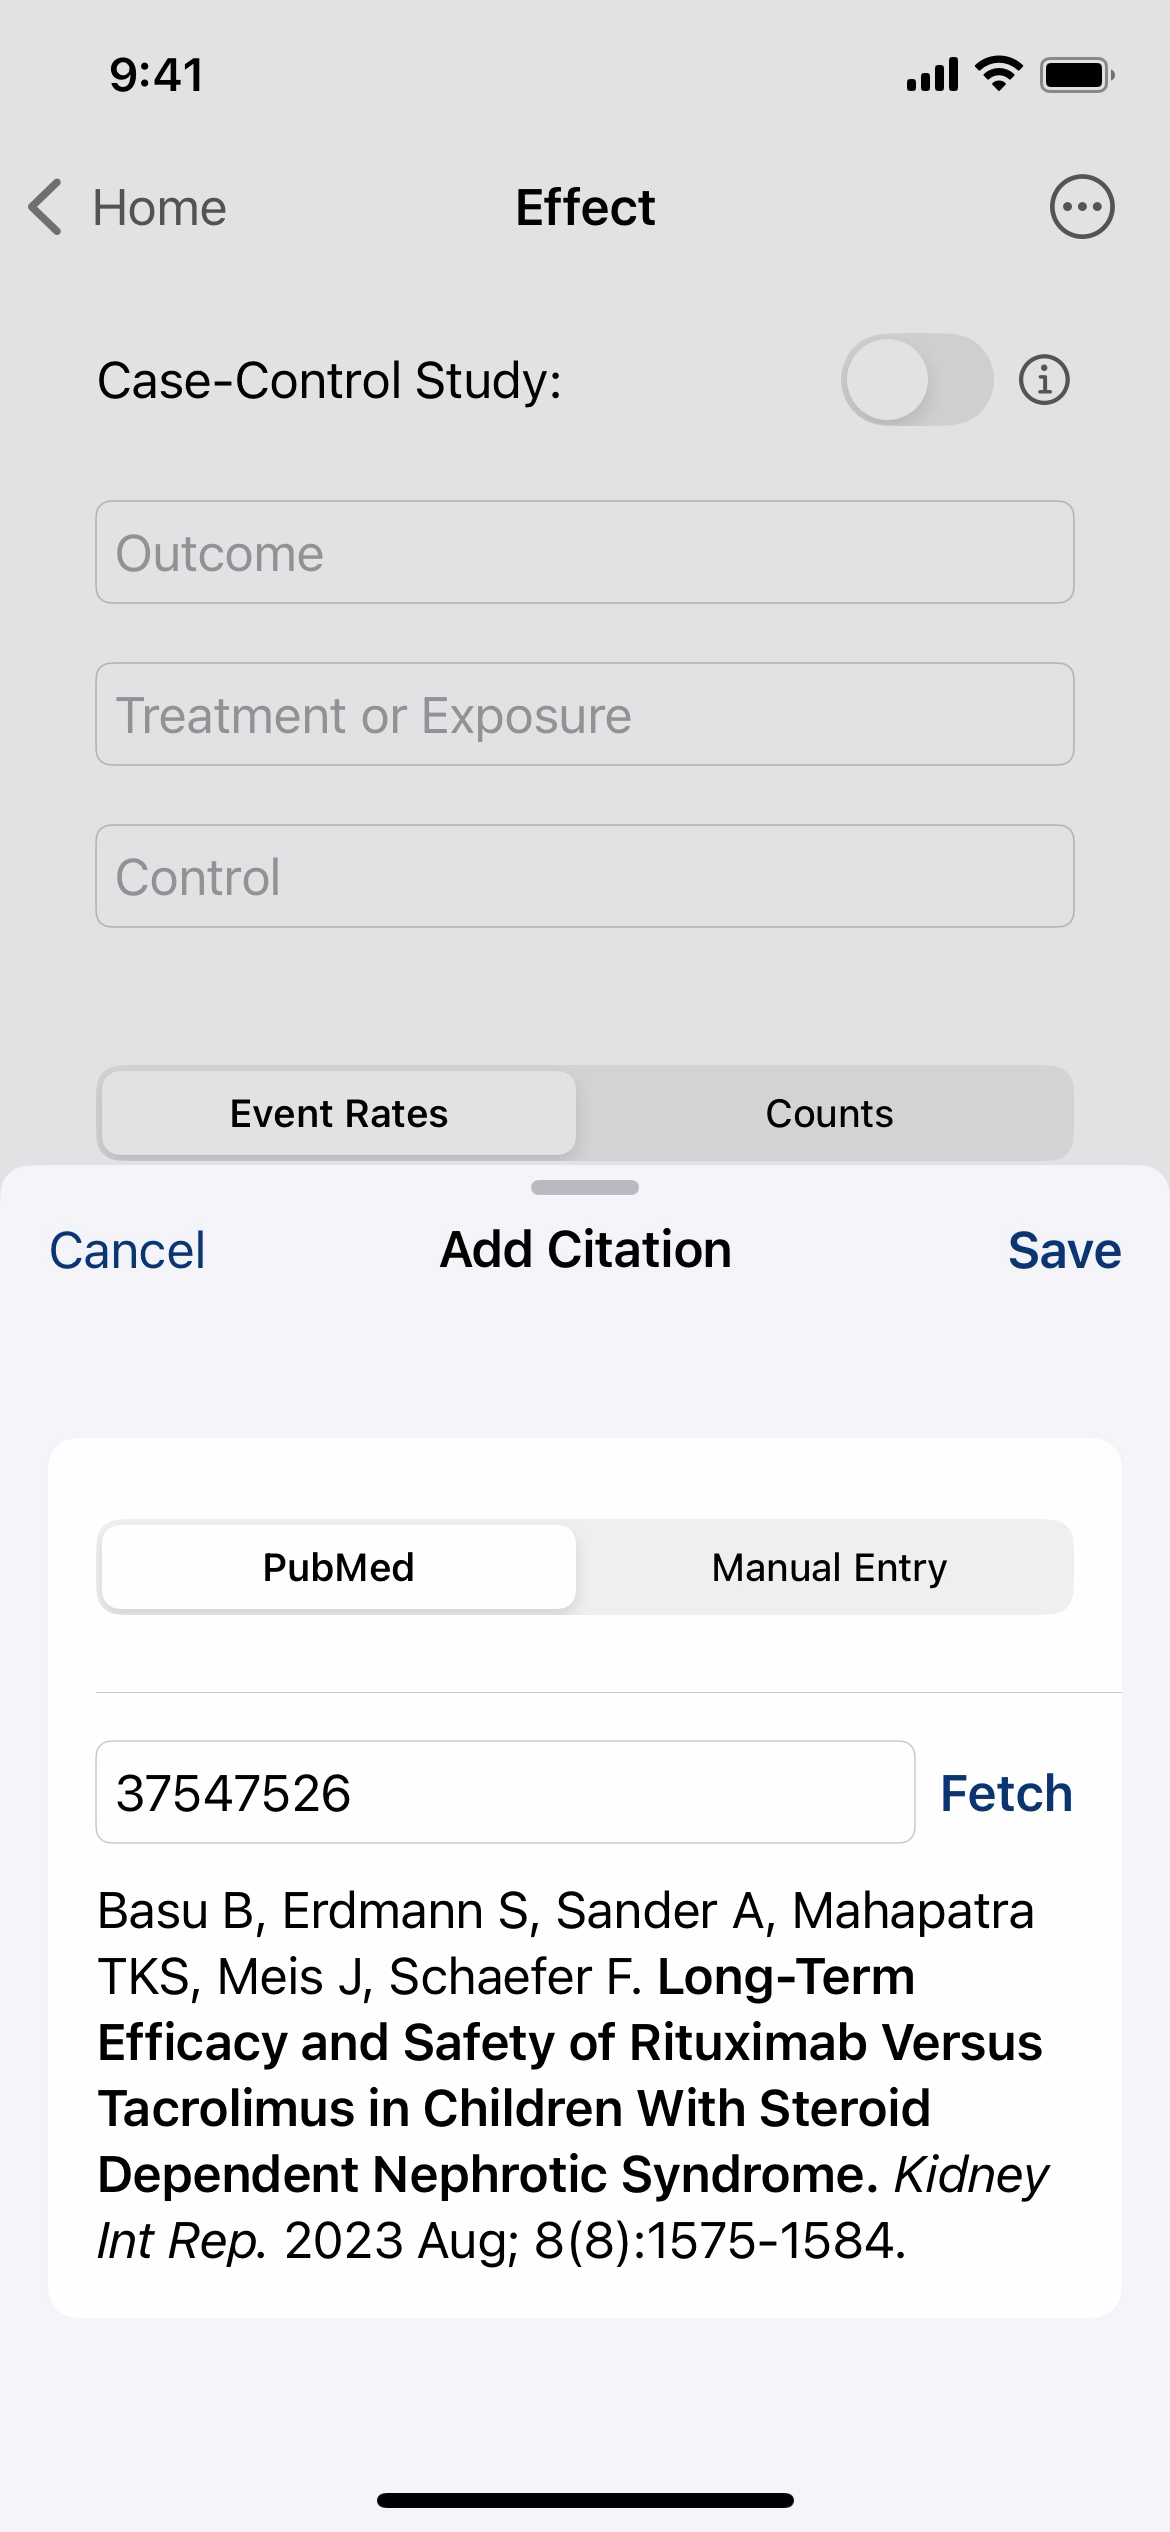 9:41
Home
Effect
Case-Control Study:
Outcome
Treatment or Exposure
Control
Event Rates
Counts
Cancel
Add Citation
Save
PubMed
Manual Entry
37547526
Fetch
Basu B, Erdmann S, Sander A, Mahapatra
TKS, Meis J, Schaefer F. Long-Term
Efficacy and Safety of Rituximab Versus
Tacrolimus in Children With Steroid
Dependent Nephrotic Syndrome. Kidney
Int Rep. 2023 Aug; 8(8):1575-1584.